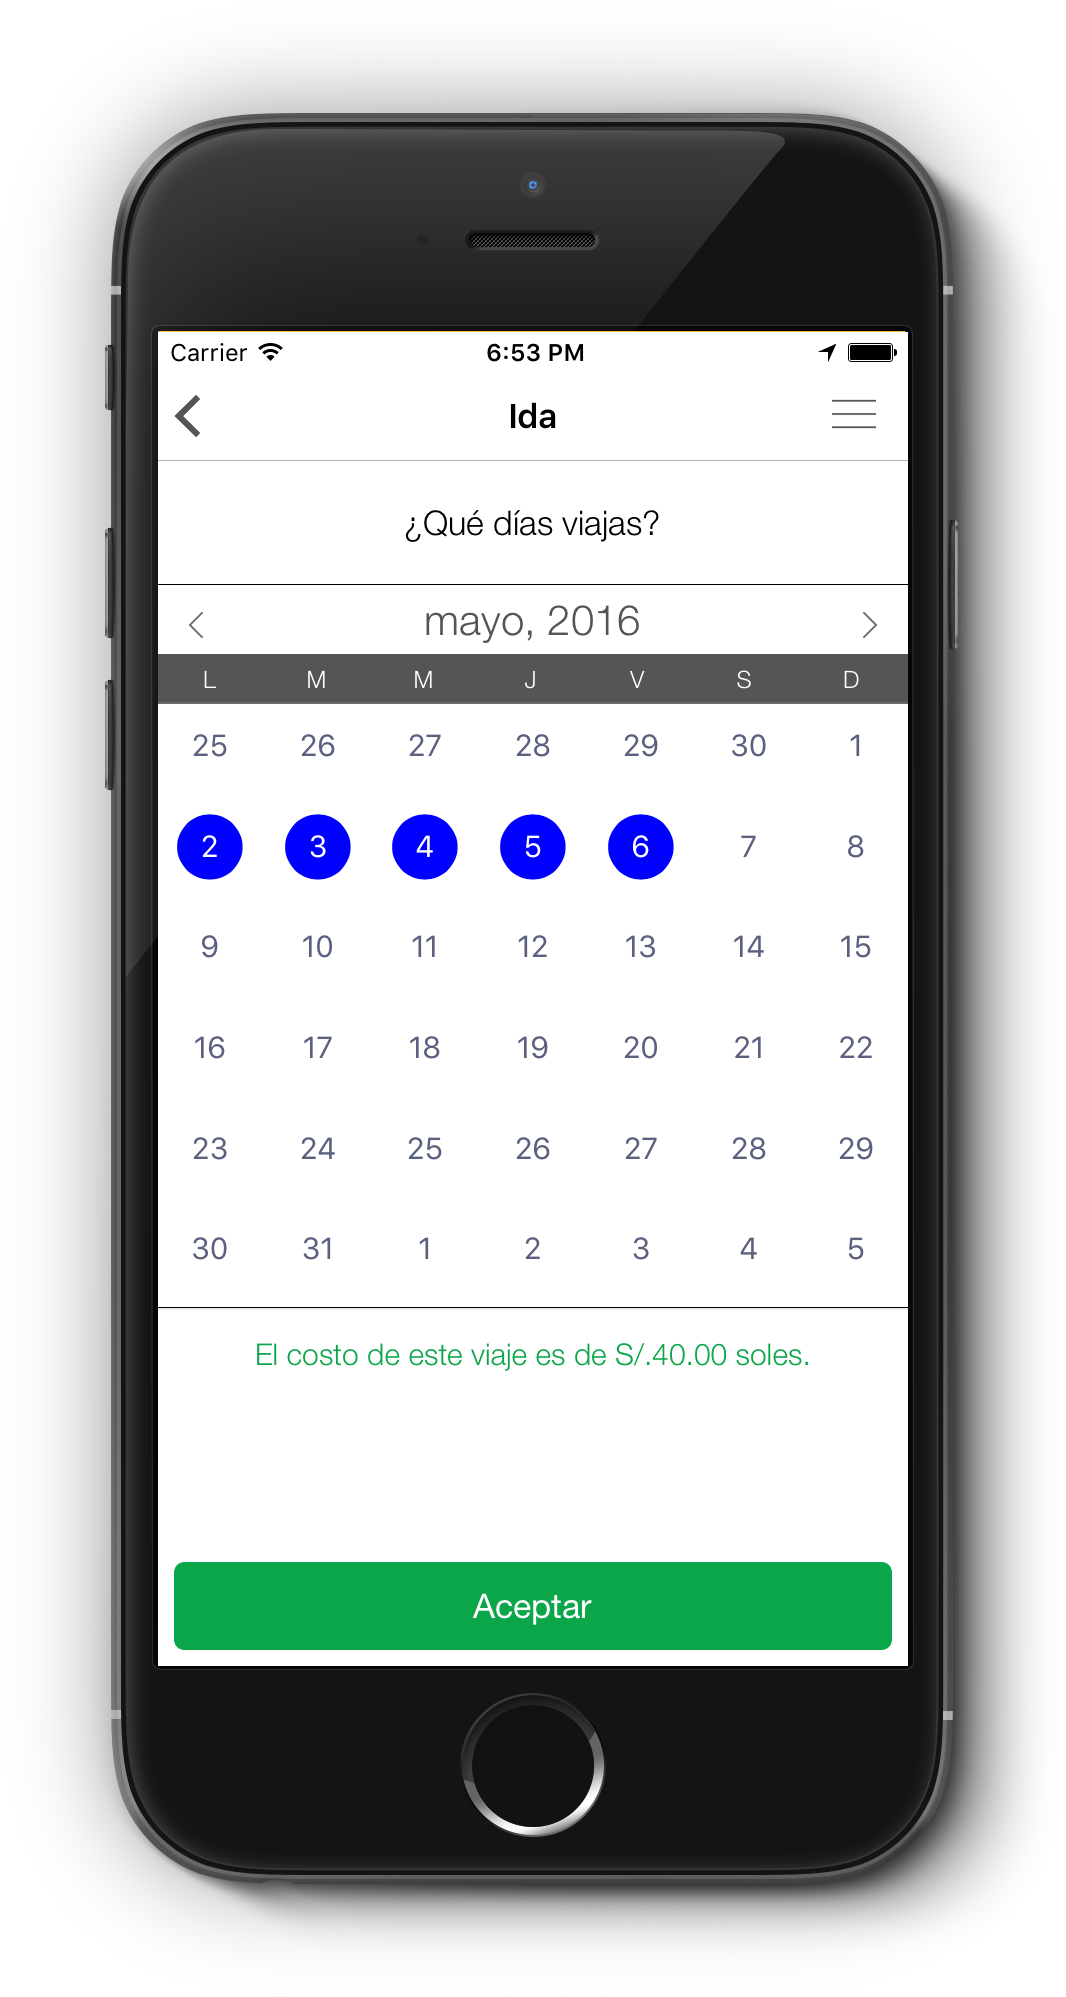 Carrier 6:53 PM
Ida
¿Qué días viajas?
mayo, 2016
L M M J V S D
25 26 27 28 29 30 1
2 3 4 5 6 7 8
9 10 11 12 13 14 15
16 17 18 19 20 21 22
23 24 25 26 27 28 29
30 31 1 2 3 4 5
El costo de este viaje es de S/.40.00 soles.
Aceptar